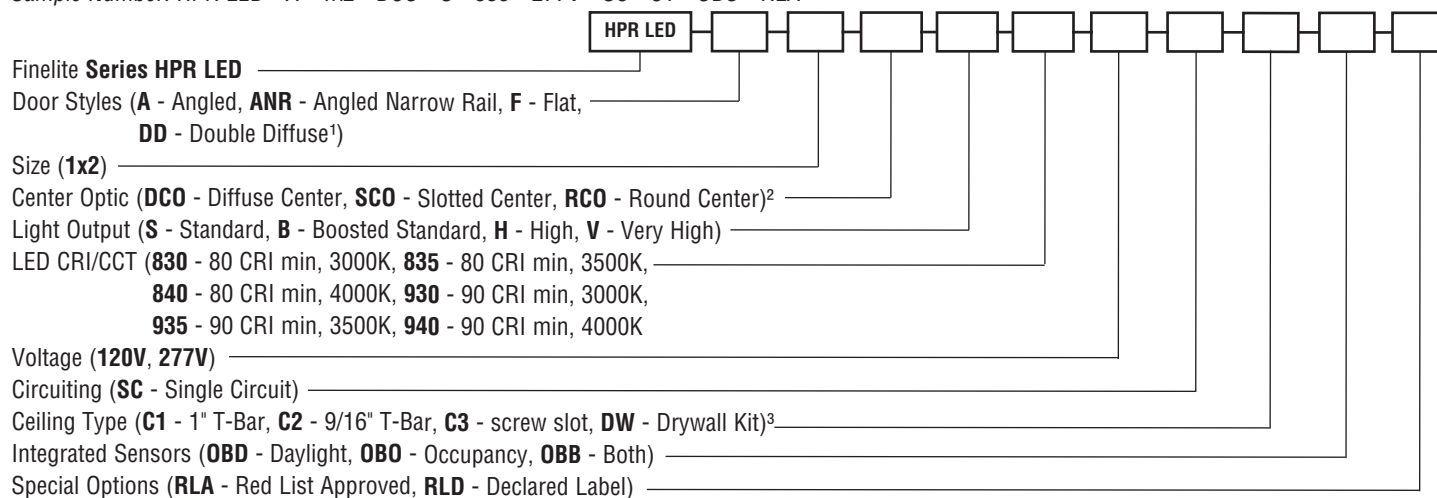 HPR LED
Finelite Series HPR LED
Door Styles (A - Angled, ANR - Angled Narrow Rail, F - Flat,
DD - Double Diffuse¹)
Size (1x2)
Center Optic (DCO - Diffuse Center, SCO - Slotted Center, RCO - Round Center)²
Light Output (S - Standard, B - Boosted Standard, H - High, V - Very High)
LED CRI/CCT (830 - 80 CRI min, 3000K, 835 - 80 CRI min, 3500K,
840 - 80 CRI min, 4000K, 930 - 90 CRI min, 3000K,
935 - 90 CRI min, 3500K, 940 - 90 CRI min, 4000K
Voltage (120V, 277V)
Circuiting (SC - Single Circuit)
Ceiling Type (C1 - 1" T-Bar, C2 - 9/16" T-Bar, C3 - screw slot, DW - Drywall Kit)³
Integrated Sensors (OBD - Daylight, OBO - Occupancy, OBB - Both)
Special Options (RLA - Red List Approved, RLD - Declared Label)